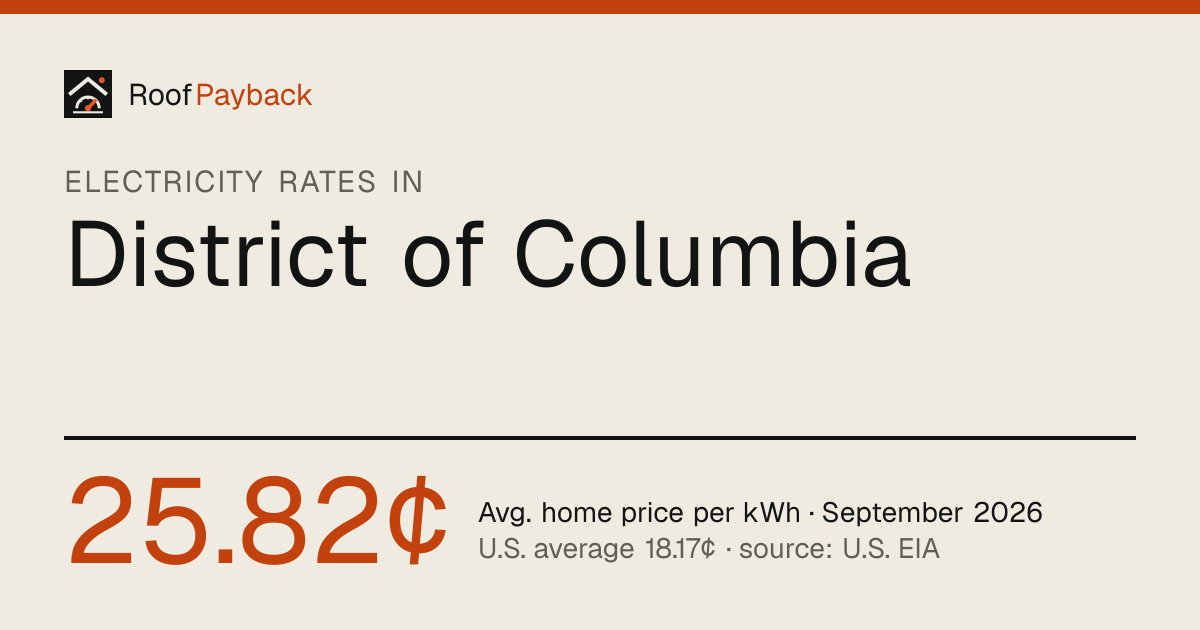 RoofPayback
ELECTRICITY RATES IN
District of Columbia
25.82¢
Avg. home price per kWh · September 2026
U.S. average 18.17¢ · source: U.S. EIA